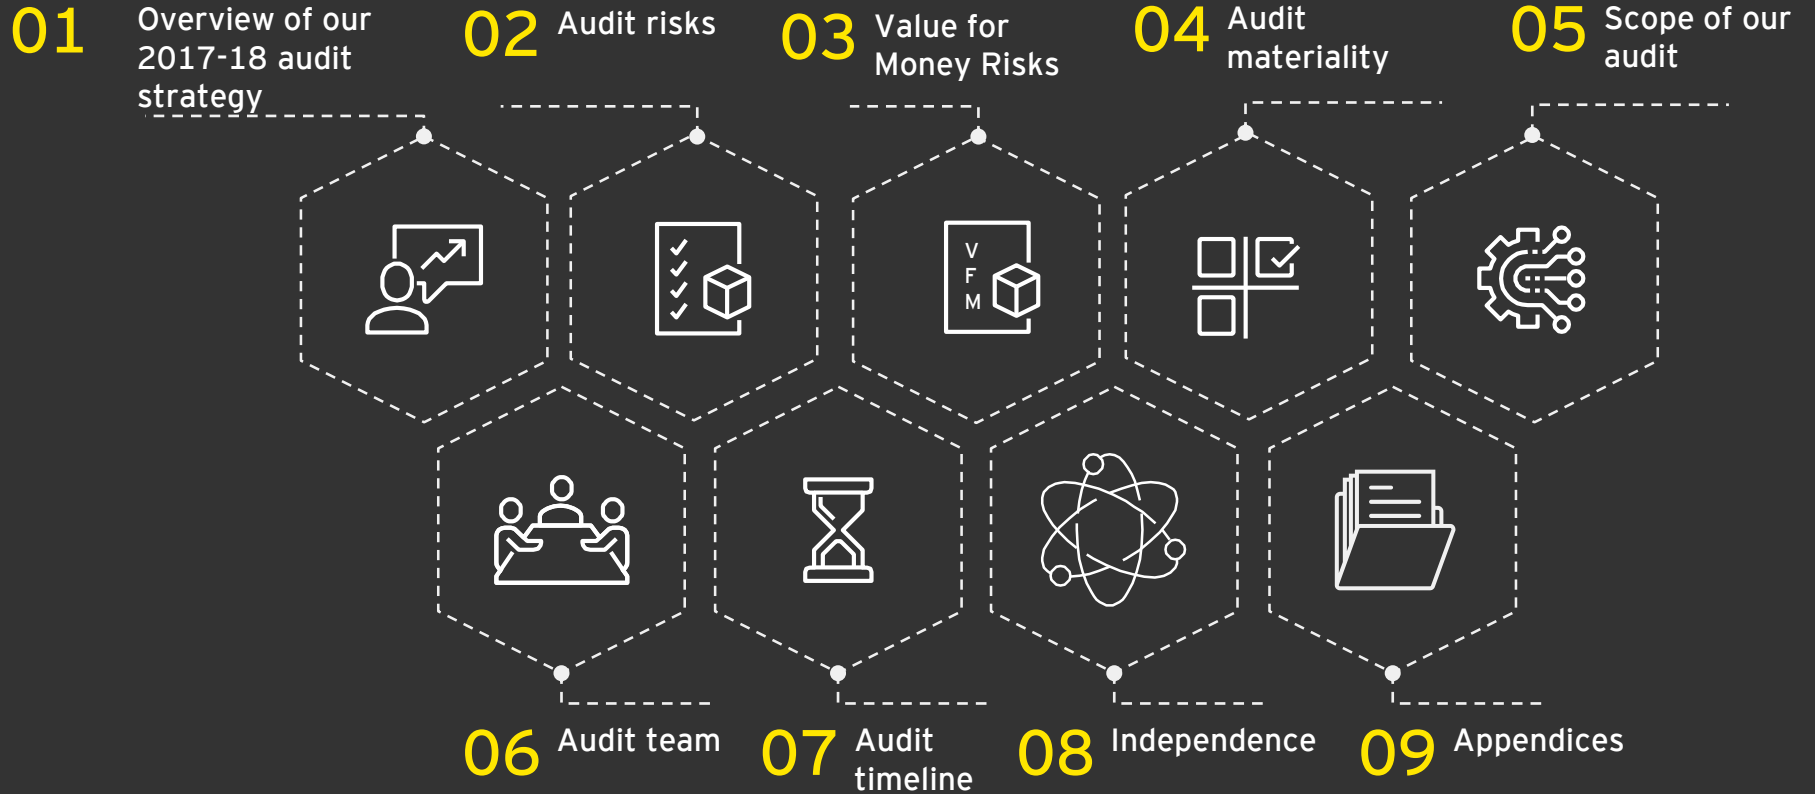 01 Overview of our
2017-18 audit
strategy
02 Audit risks
03 Value for
Money Risks
04 Audit
materiality
05 Scope of our
audit
V
F
M
06 Audit team
07 Audit
timeline
08 Independence
09 Appendices